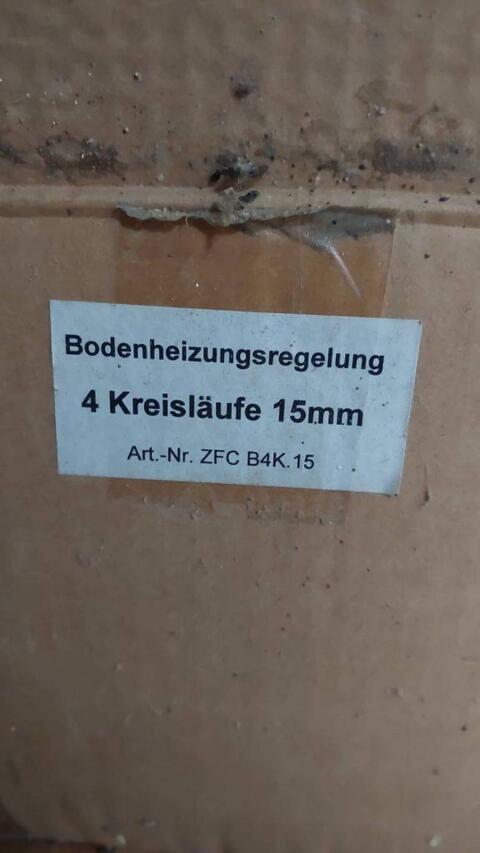 Bodenheizungsregelung
4 Kreisläufe 15mm
Art.-Nr. ZFC B4K.15